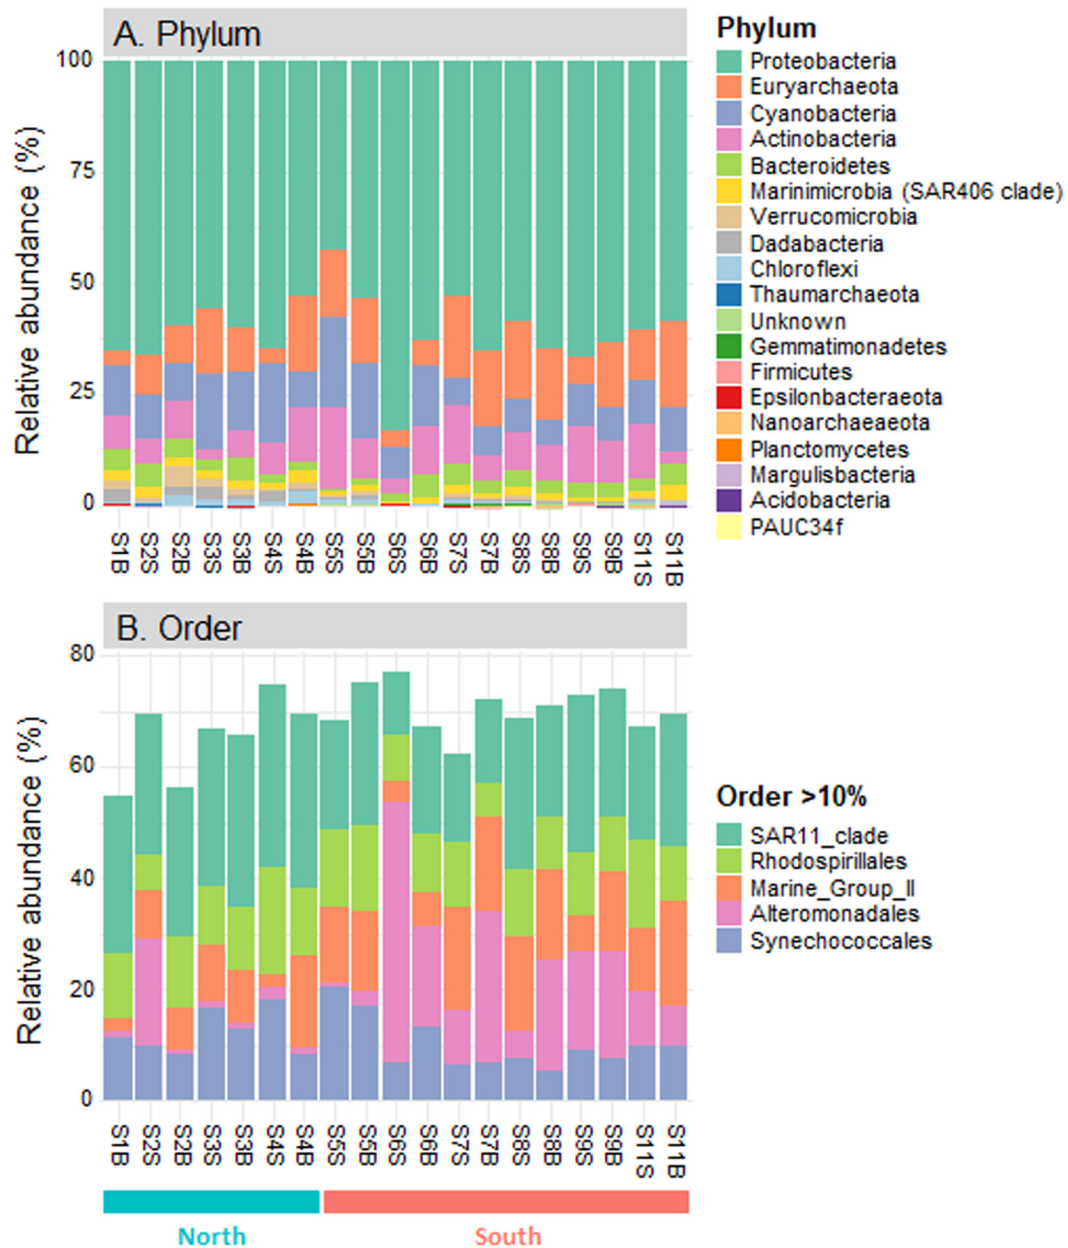 A. Phylum
Relative abundance (%)
100
75
50
25
0
S1B S2S S2B S3S S3B S4S S4B S5S S5B S6S S6B S7S S7B S8S S8B S9S S9B S11S S11B
Phylum
Proteobacteria
Euryarchaeota
Cyanobacteria
Actinobacteria
Bacteroidetes
Marinimicrobia (SAR406 clade)
Verrucomicrobia
Dadabacteria
Chloroflexi
Thaumarchaeota
Unknown
Gemmatimonadetes
Firmicutes
Epsilonbacteraeota
Nanoarchaeaeota
Planctomycetes
Margulisbacteria
Acidobacteria
PAUC34f
B. Order
Relative abundance (%)
80
60
40
20
0
S1B S2S S2B S3S S3B S4S S4B S5S S5B S6S S6B S7S S7B S8S S8B S9S S9B S11S S11B
North South
Order >10%
SAR11_clade
Rhodospirillales
Marine_Group_II
Alteromonadales
Synechococcales